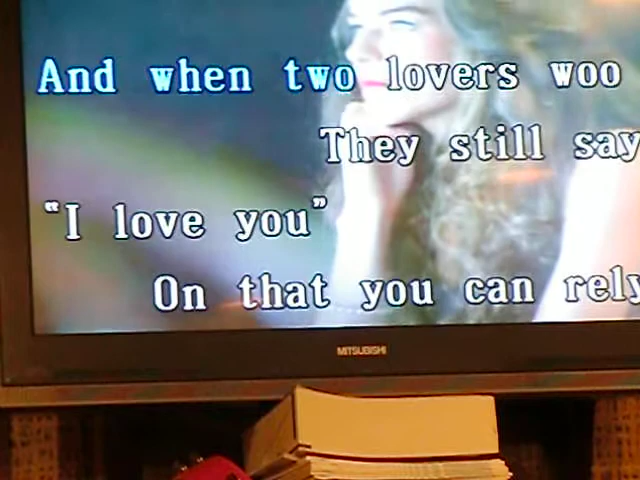 And when two lovers woo
They still say
"I love you"
On that you can rely
MITSUBISHI